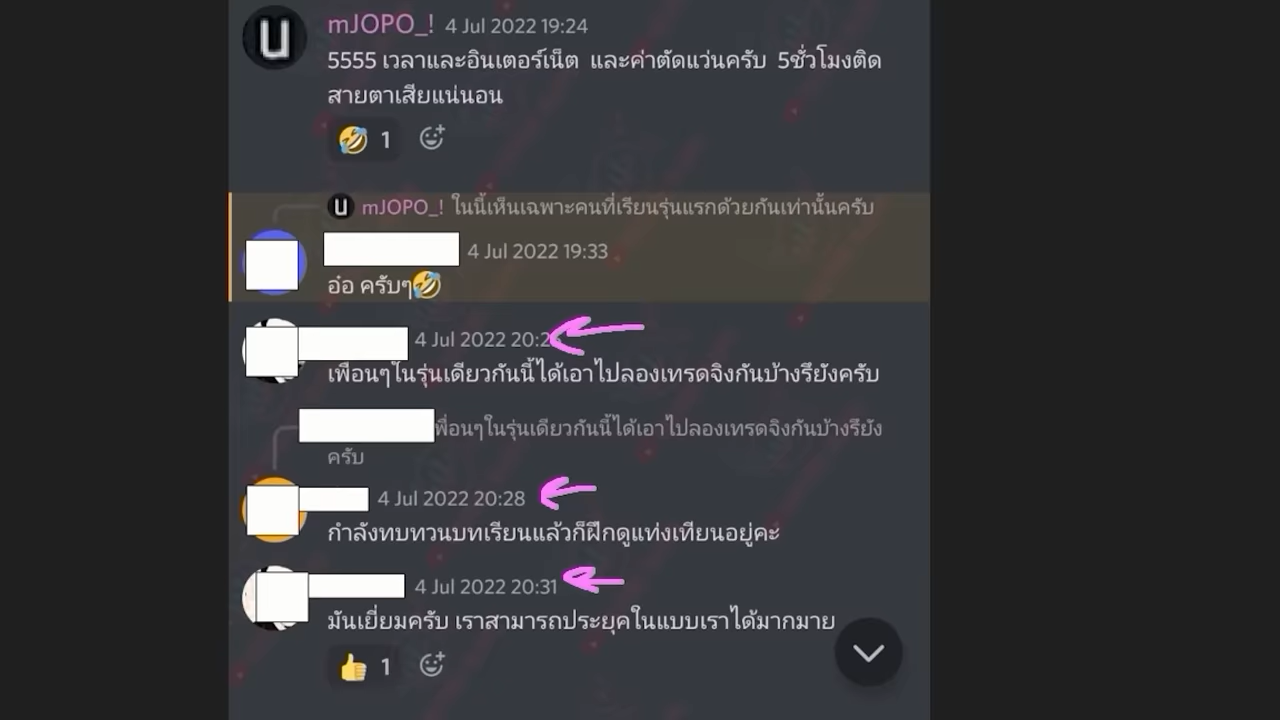 mJOPO_! 4 Jul 2022 19:24
5555 เวลาและอินเตอร์เน็ต และค่าตัดแว่นครับ 5ชั่วโมงติด
สายตาเสียแน่นอน
1
mJOPO_! ในนี้เห็นเฉพาะคนที่เรียนรุ่นแรกด้วยกันเท่านั้นครับ
4 Jul 2022 19:33
อ๋อ ครับๆ
4 Jul 2022
เพื่อนๆในรุ่นเดียวกันนี้ได้เอาไปลองเทรดจิงกันบ้างรึยังครับ
พื่อนๆในรุ่นเดียวกันนี้ได้เอาไปลองเทรดจิงกันบ้างรึยัง
ครับ
4 Jul 2022 20:28
กำลังทบทวนบทเรียนแล้วก็ฝึกดูแท่งเทียนอยู่คะ
4 Jul 2022 20:31
มันเยี่ยมครับ เราสามารถประยุคในแบบเราได้มากมาย
1